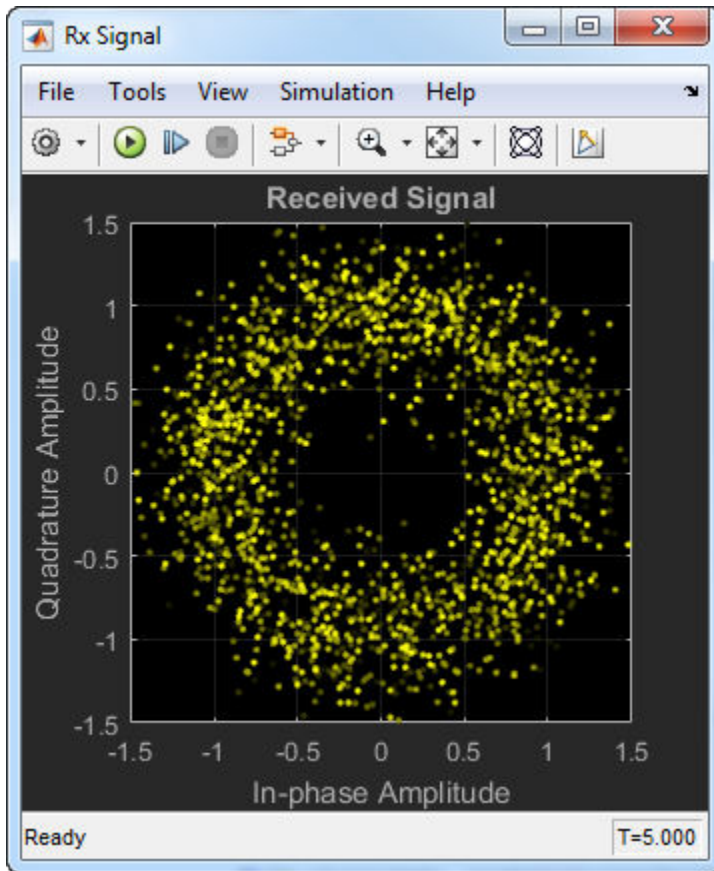 Rx Signal
File Tools View Simulation Help
Received Signal
1.5
1
0.5
0
-0.5
-1
-1.5
Quadrature Amplitude
-1.5 -1 -0.5 0 0.5 1 1.5
In-phase Amplitude
Ready T=5.000